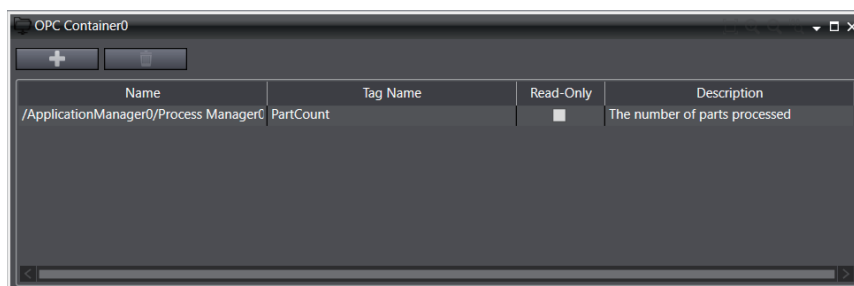 OPC Container0
Name Tag Name Read-Only Description
/ApplicationManager0/Process Manager0 PartCount The number of parts processed